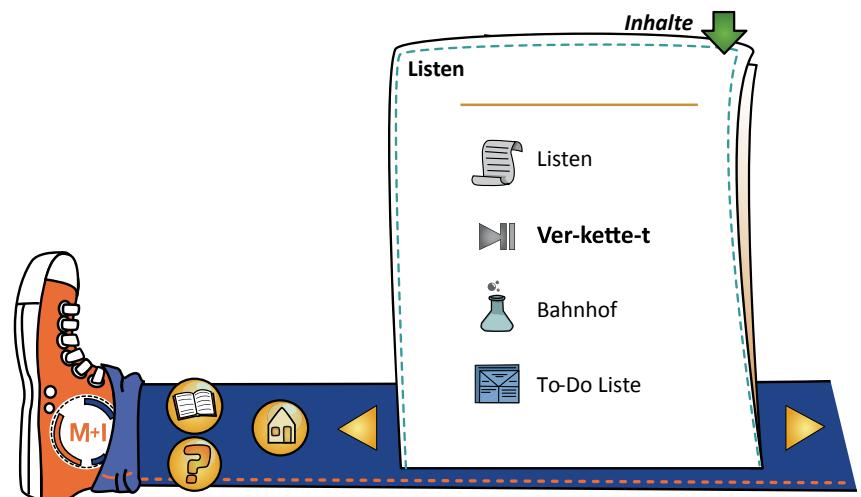 Inhalte
Listen
Listen
Ver-kette-t
Bahnhof
To-Do Liste
M+I
?